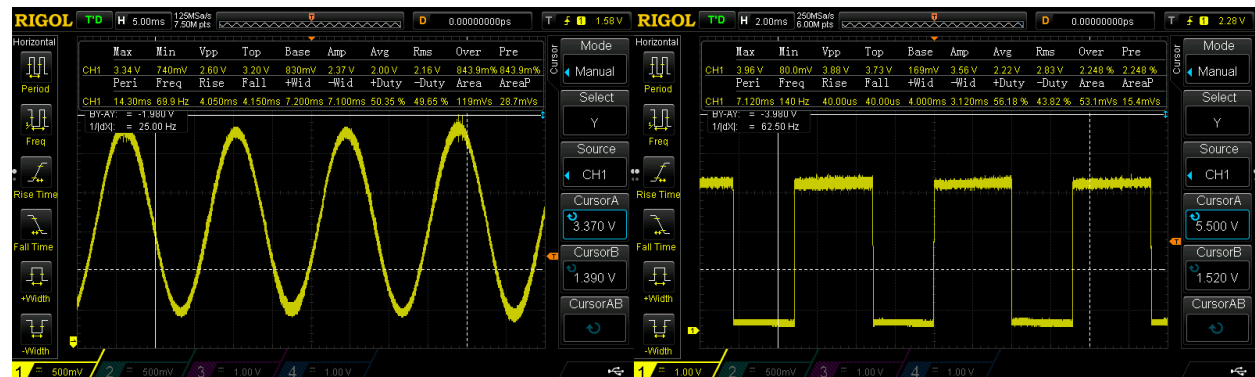 RIGOL T'D H 5.00ms 125MSa/s 7.50M pts D 0.00000000ps T 1 1.58 V
Horizontal
Period
Freq
Rise Time
Fall Time
+Width
-Width
Max Min Vpp Top Base Amp Avg Rms Over Pre
CH1 3.34 V 740mV 2.60 V 3.20 V 830mV 2.37 V 2.00 V 2.16 V 843.9m% 843.9m%
Peri Freq Rise Fall +Wid -Wid +Duty -Duty Area AreaP
CH1 14.30ms 69.9 Hz 4.050ms 4.150ms 7.200ms 7.100ms 50.35 % 49.65 % 119mVs 28.7mVs
BY-AY: = -1.980 V
1/|dX|: = 25.00 Hz
T
Cursor
Mode
Manual
Select
Y
Source
CH1
CursorA
3.370 V
CursorB
1.390 V
CursorAB
1 = 500mV 2 = 500mV 3 = 1.00 V 4 = 1.00 V
RIGOL T'D H 2.00ms 250MSa/s 6.00M pts D 0.00000000ps T 1 2.28 V
Horizontal
Period
Freq
Rise Time
Fall Time
+Width
-Width
Max Min Vpp Top Base Amp Avg Rms Over Pre
CH1 3.96 V 80.0mV 3.88 V 3.73 V 169mV 3.56 V 2.22 V 2.83 V 2.248 % 2.248 %
Peri Freq Rise Fall +Wid -Wid +Duty -Duty Area AreaP
CH1 7.120ms 140 Hz 40.00us 40.00us 4.000ms 3.120ms 56.18 % 43.82 % 53.1mVs 15.4mVs
BY-AY: = -3.980 V
1/|dX|: = 62.50 Hz
T
1
Cursor
Mode
Manual
Select
Y
Source
CH1
CursorA
5.500 V
CursorB
1.520 V
CursorAB
1 = 1.00 V 2 = 500mV 3 = 1.00 V 4 = 1.00 V